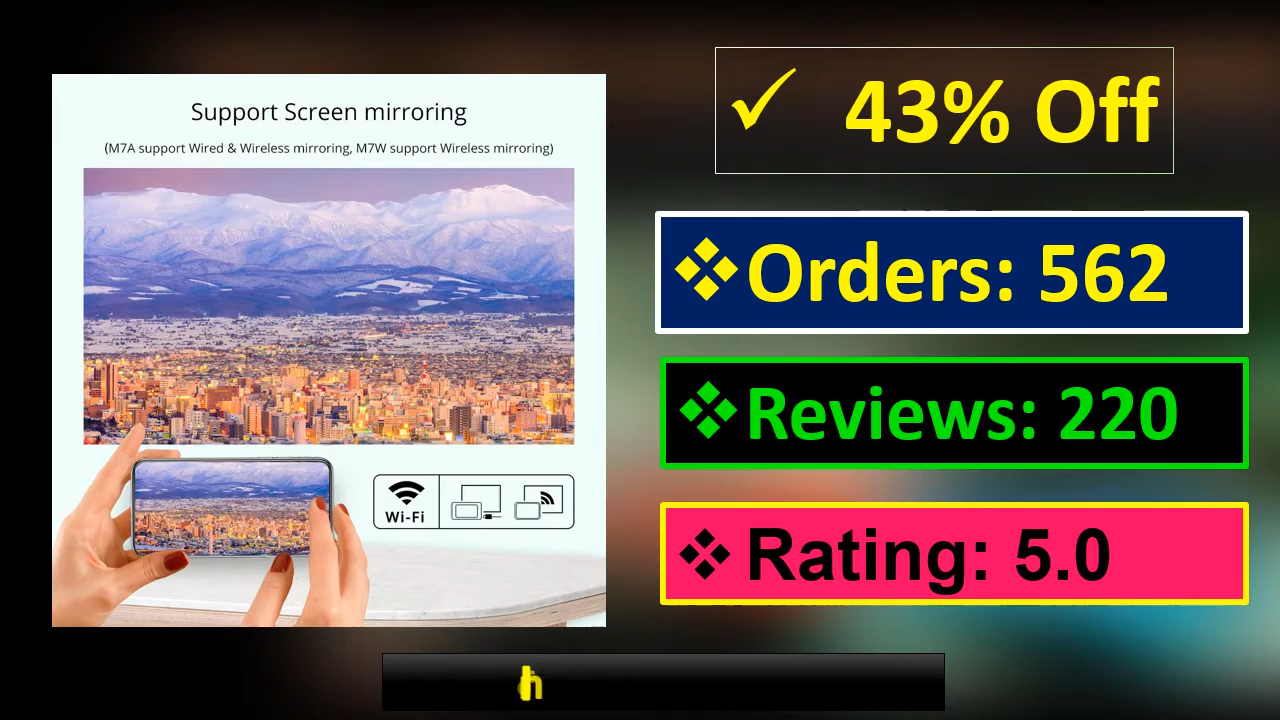 Support Screen mirroring
(M7A support Wired & Wireless mirroring, M7W support Wireless mirroring)
Wi-Fi
✓ 43% Off
❖Orders: 562
❖Reviews: 220
❖Rating: 5.0